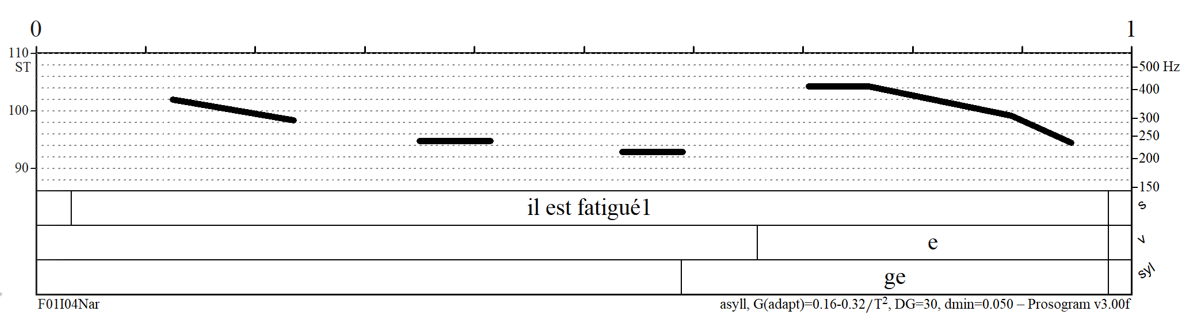 0 1
110
ST 500 Hz
400
100
300
250
200
90
150
il est fatigué1 s
e v
ge syl
F01I04Nar asyll, G(adapt)=0.16-0.32/T², DG=30, dmin=0.050 – Prosogram v3.00f